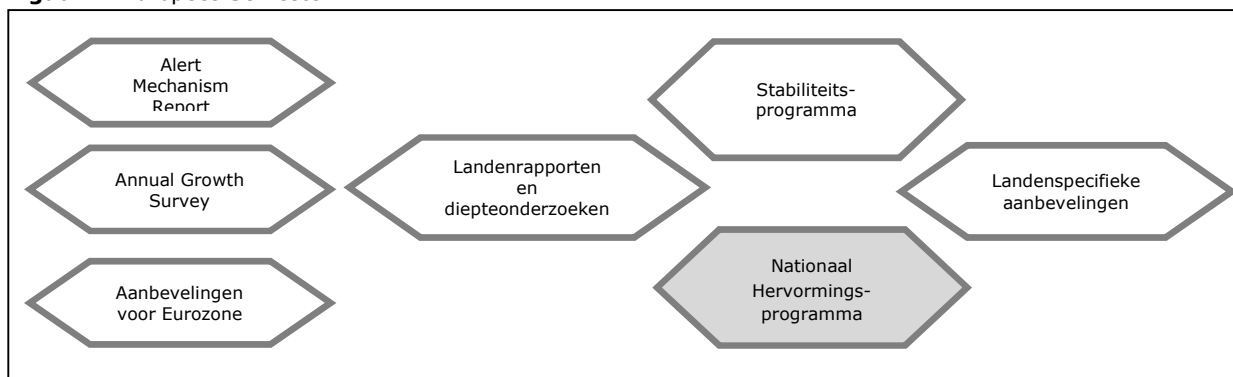 Alert
Mechanism
Report
Annual Growth
Survey
Aanbevelingen
voor Eurozone
Landenrapporten
en
diepteonderzoeken
Stabiliteits-
programma
Nationaal
Hervormings-
programma
Landenspecifieke
aanbevelingen